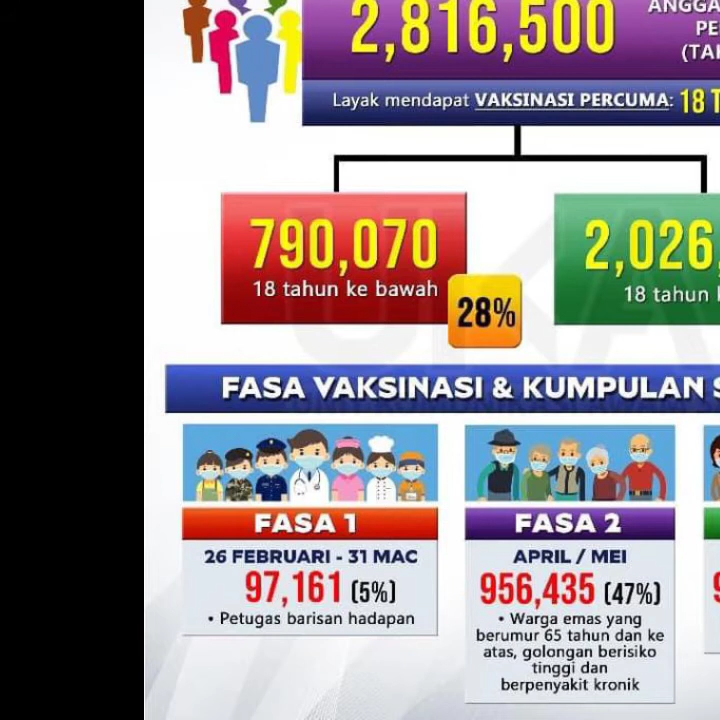 2,816,500
Layak mendapat VAKSINASI PERCUMA: 18
790,070
18 tahun ke bawah
28%
2,026,
18 tahun
FASA VAKSINASI & KUMPULAN
FASA 1
26 FEBRUARI - 31 MAC
97,161 (5%)
• Petugas barisan hadapan
FASA 2
APRIL / MEI
956,435 (47%)
• Warga emas yang
berumur 65 tahun dan ke
atas, golongan berisiko
tinggi dan
berpenyakit kronik